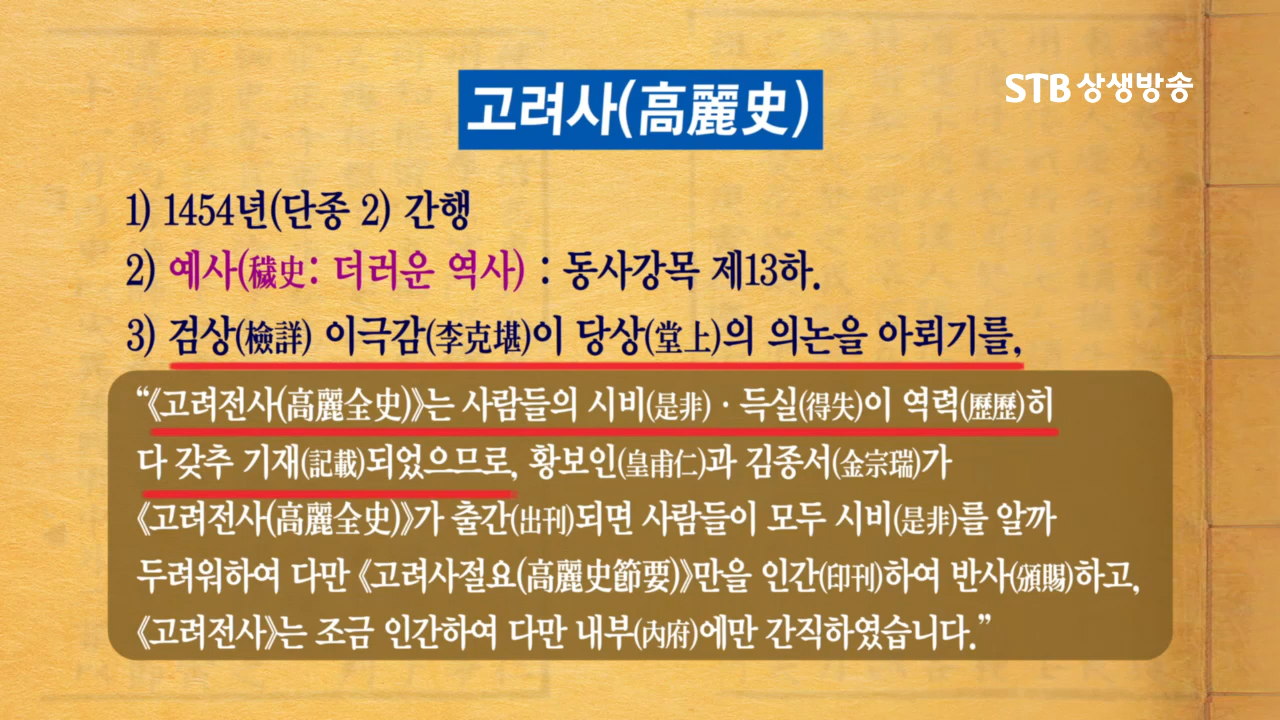 STB 상생방송
고려사(高麗史)
1) 1454년(단종 2) 간행
2) 예사(穢史: 더러운 역사) : 동사강목 제13하.
3) 검상(檢詳) 이극감(李克堪)이 당상(堂上)의 의논을 아뢰기를,
“《고려전사(高麗全史)》는 사람들의 시비(是非)·득실(得失)이 역력(歷歷)히
다 갖추 기재(記載)되었으므로, 황보인(皇甫仁)과 김종서(金宗瑞)가
《고려전사(高麗全史)》가 출간(出刊)되면 사람들이 모두 시비(是非)를 알까
두려워하여 다만 《고려사절요(高麗史節要)》만을 인간(印刊)하여 반사(頒賜)하고,
《고려전사》는 조금 인간하여 다만 내부(內府)에만 간직하였습니다.”